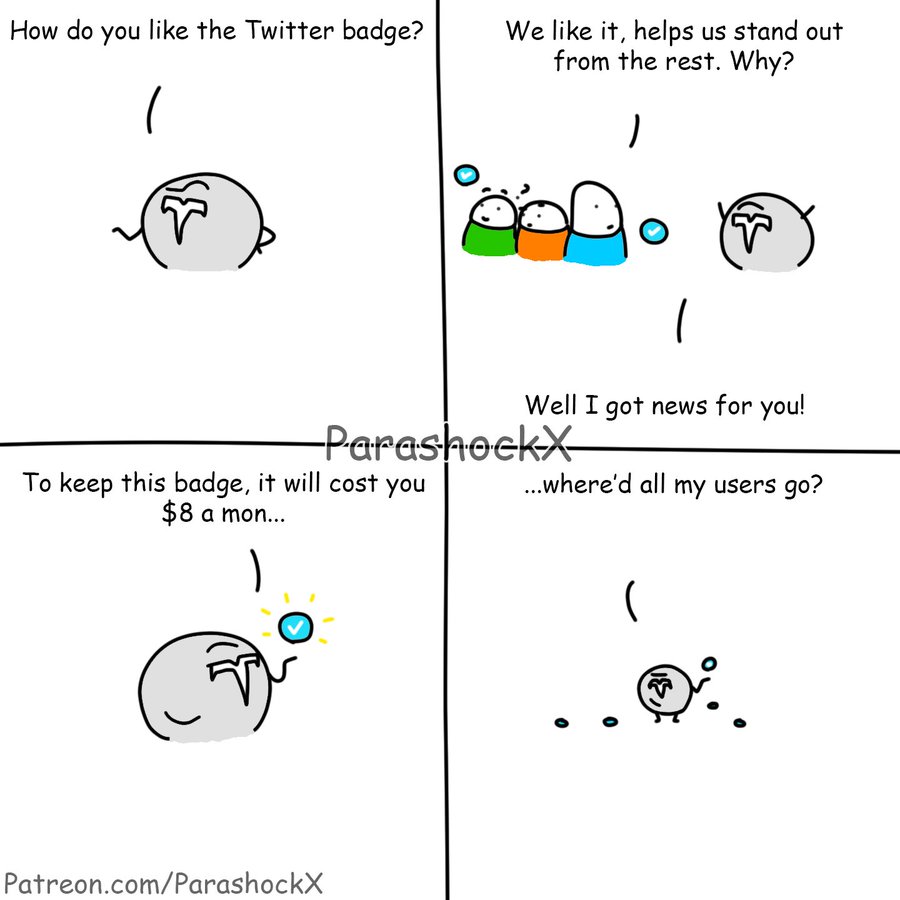 How do you like the Twitter badge?
We like it, helps us stand out
from the rest. Why?
Well I got news for you!
ParashockX
To keep this badge, it will cost you
$8 a mon...
...where'd all my users go?
Patreon.com/ParashockX